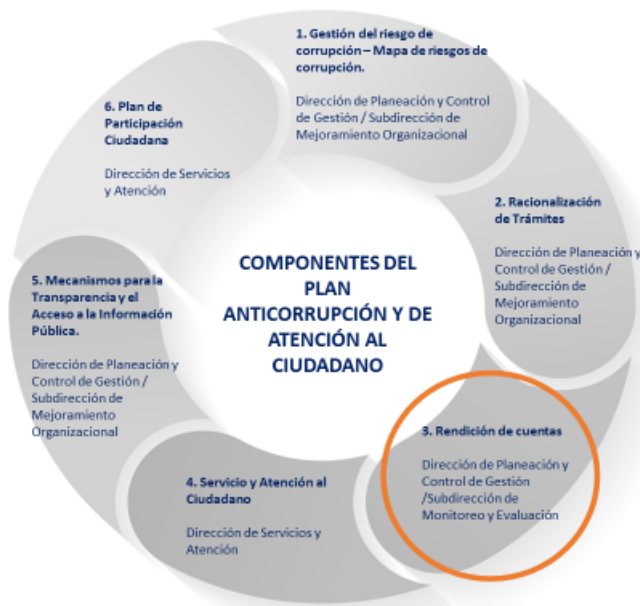 1. Gestión del riesgo de
corrupción – Mapa de riesgos de
corrupción.
Dirección de Planeación y Control
de Gestión / Subdirección de
Mejoramiento Organizacional
2. Racionalización
de Trámites
Dirección de Planeación y
Control de Gestión /
Subdirección de
Mejoramiento
Organizacional
3. Rendición de cuentas
Dirección de Planeación y
Control de Gestión
/Subdirección de
Monitoreo y Evaluación
4. Servicio y Atención al
Ciudadano
Dirección de Servicios y
Atención
5. Mecanismos para la
Transparencia y el
Acceso a la Información
Pública.
Dirección de Planeación y
Control de Gestión /
Subdirección de
Mejoramiento
Organizacional
6. Plan de
Participación
Ciudadana
Dirección de Servicios
y Atención
COMPONENTES DEL
PLAN
ANTICORRUPCIÓN Y DE
ATENCIÓN AL
CIUDADANO